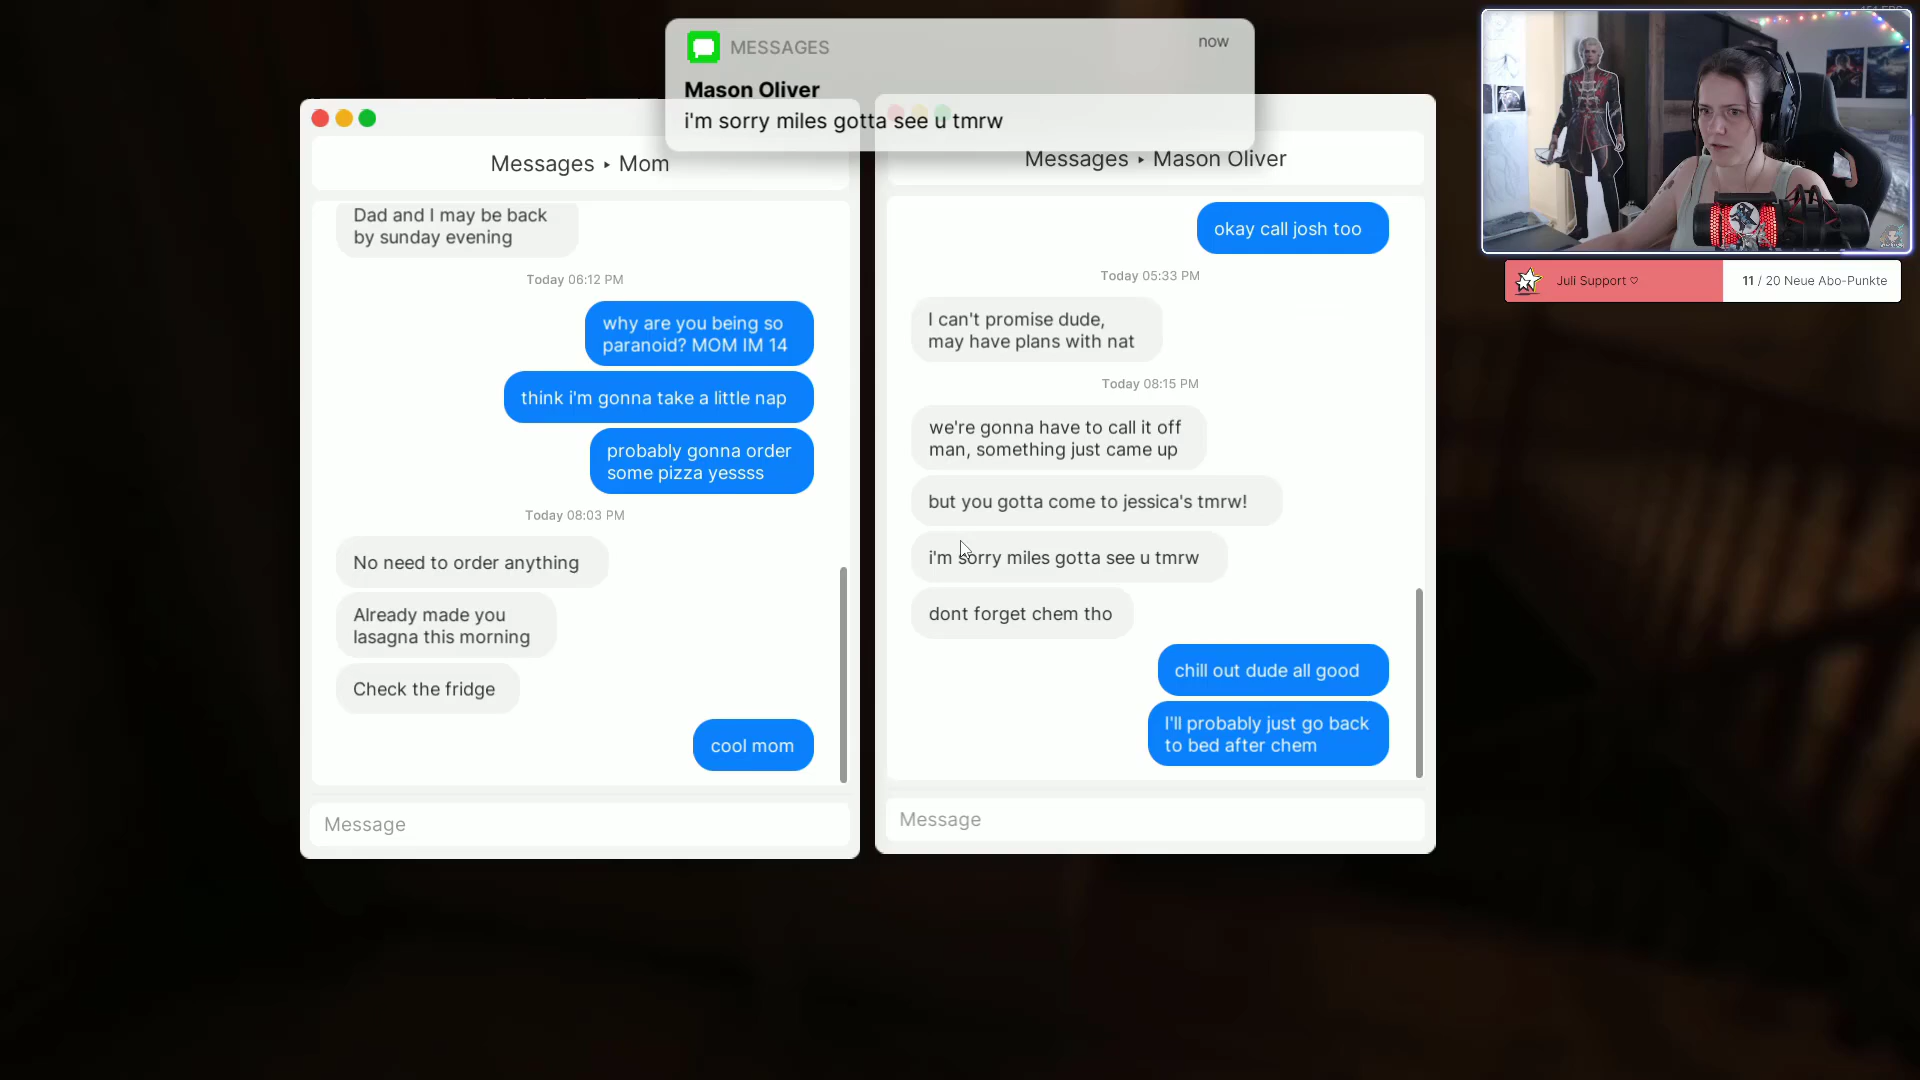 MESSAGES
now
Mason Oliver
i'm sorry miles gotta see u tmrw
Messages ‣ Mom
Dad and I may be back
by sunday evening
Today 06:12 PM
why are you being so
paranoid? MOM IM 14
think i'm gonna take a little nap
probably gonna order
some pizza yessss
Today 08:03 PM
No need to order anything
Already made you
lasagna this morning
Check the fridge
cool mom
Message
Messages ‣ Mason Oliver
okay call josh too
Today 05:33 PM
I can't promise dude,
may have plans with nat
Today 08:15 PM
we're gonna have to call it off
man, something just came up
but you gotta come to jessica's tmrw!
i'm sorry miles gotta see u tmrw
dont forget chem tho
chill out dude all good
I'll probably just go back
to bed after chem
Message
Juli Support ♡
11 / 20 Neue Abo-Punkte